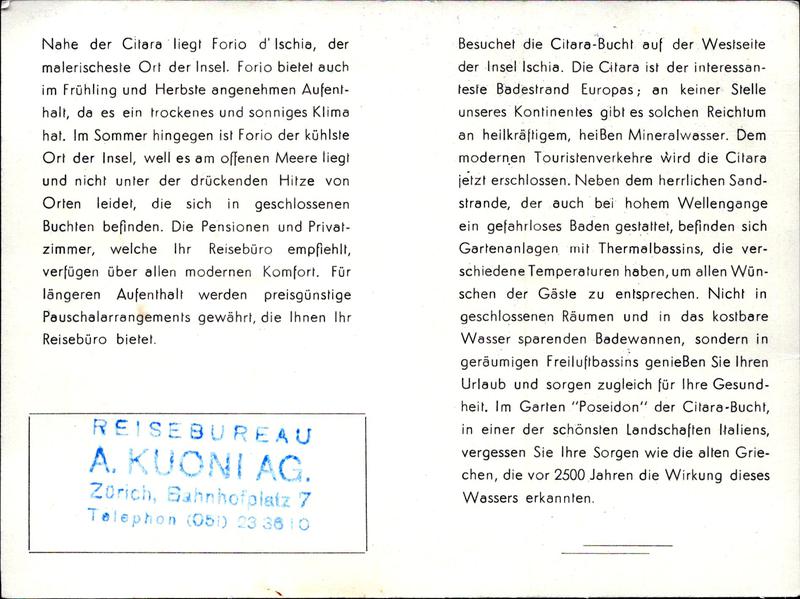 Nahe der Citara liegt Forio d'Ischia, der
malerischeste Ort der Insel. Forio bietet auch
im Frühling und Herbste angenehmen Aufent-
halt, da es ein trockenes und sonniges Klima
hat. Im Sommer hingegen ist Forio der kühlste
Ort der Insel, weil es am offenen Meere liegt
und nicht unter der drückenden Hitze von
Orten leidet, die sich in geschlossenen
Buchten befinden. Die Pensionen und Privat-
zimmer, welche Ihr Reisebüro empfiehlt,
verfügen über allen modernen Komfort. Für
längeren Aufenthalt werden preisgünstige
Pauschalarrangements gewährt, die Ihnen Ihr
Reisebüro bietet.
REISEBUREAU
A. KUONI AG.
Zürich, Bahnhofplatz 7
Telephon (051) 23 36 10
Besuchet die Citara-Bucht auf der Westseite
der Insel Ischia. Die Citara ist der interessan-
teste Badestrand Europas; an keiner Stelle
unseres Kontinentes gibt es solchen Reichtum
an heilkräftigem, heißen Mineralwasser. Dem
modernen Touristenverkehre wird die Citara
jetzt erschlossen. Neben dem herrlichen Sand-
strande, der auch bei hohem Wellengange
ein gefahrloses Baden gestattet, befinden sich
Gartenanlagen mit Thermalbassins, die ver-
schiedene Temperaturen haben, um allen Wün-
schen der Gäste zu entsprechen. Nicht in
geschlossenen Räumen und in das kostbare
Wasser sparenden Badewannen, sondern in
geräumigen Freiluftbassins genießen Sie Ihren
Urlaub und sorgen zugleich für Ihre Gesund-
heit. Im Garten "Poseidon" der Citara-Bucht,
in einer der schönsten Landschaften Italiens,
vergessen Sie Ihre Sorgen wie die alten Grie-
chen, die vor 2500 Jahren die Wirkung dieses
Wassers erkannten.